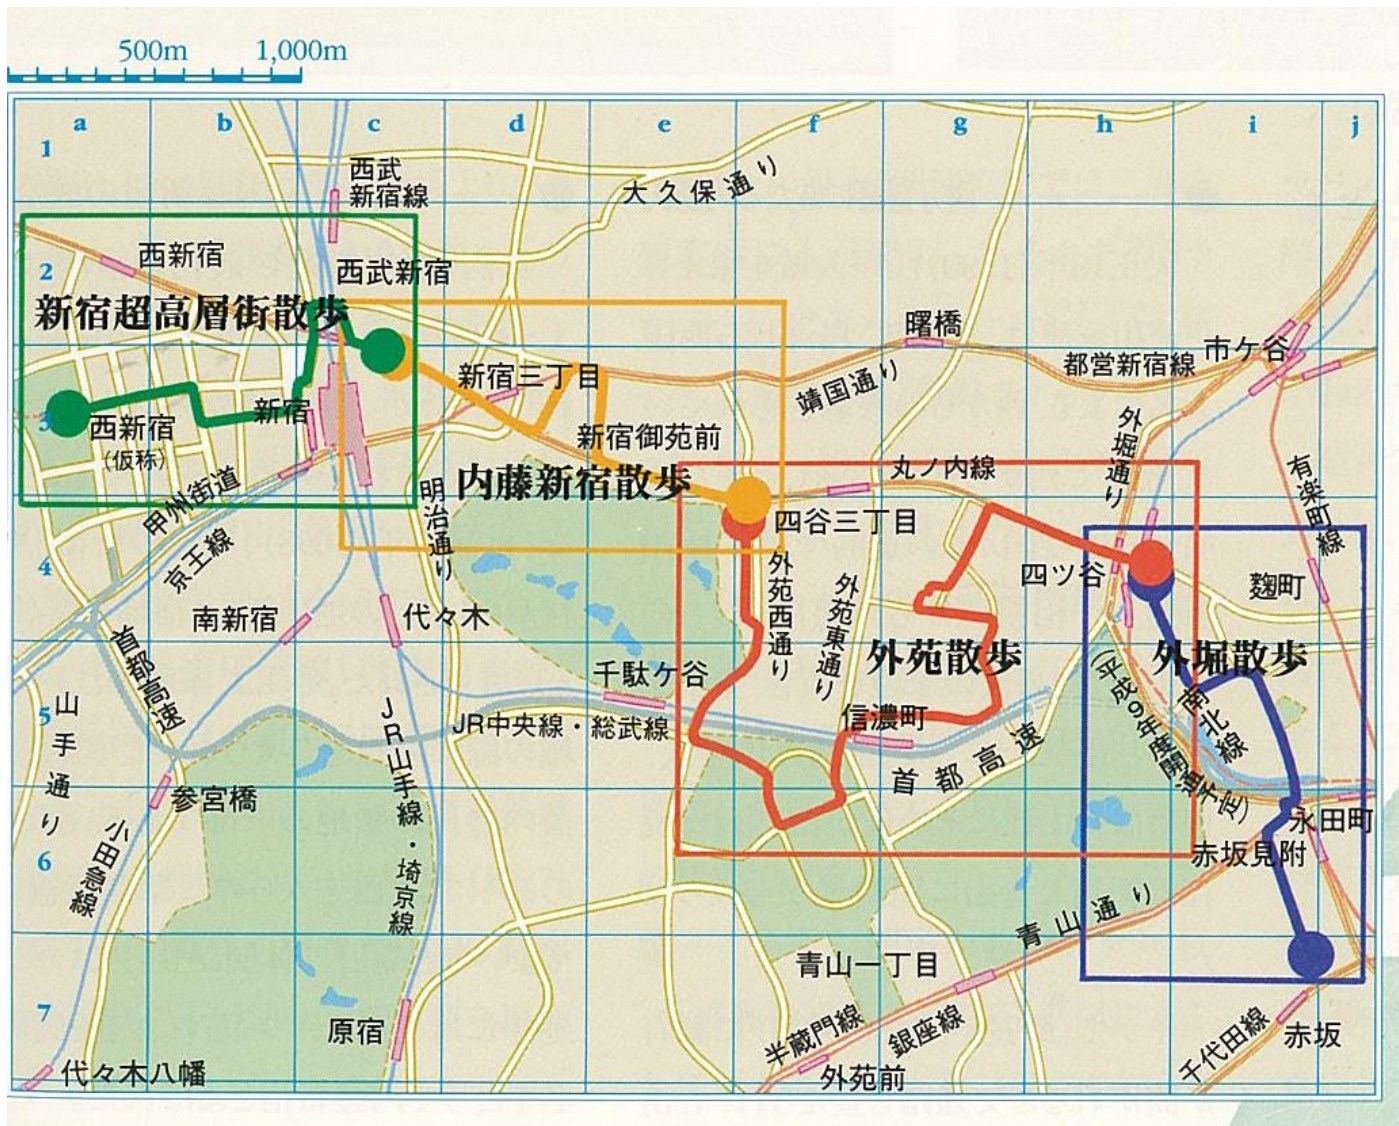 500m
1,000m
a
b
c
d
e
f
g
h
i
j
1
西武
新宿線
大久保通り
2
西新宿
西武新宿
新宿超高層街散歩
曙橋
市ケ谷
都営新宿線
靖国通り
新宿三丁目
3
西新宿
(仮称)
新宿
新宿御苑前
外堀通り
丸ノ内線
有楽町線
内藤新宿散歩
甲州街道
明治通り
四谷三丁目
京王線
4
外苑西通り
外苑東通り
四ツ谷
麹町
南新宿
代々木
首都高速
外苑散歩
外堀散歩
千駄ケ谷
5
山手通り
JR中央線・総武線
信濃町
首都高速
南北線
(平成9年度開通予定)
JR山手線・埼京線
参宮橋
小田急線
永田町
6
赤坂見附
青山通り
青山一丁目
7
原宿
半蔵門線
銀座線
千代田線
赤坂
代々木八幡
外苑前